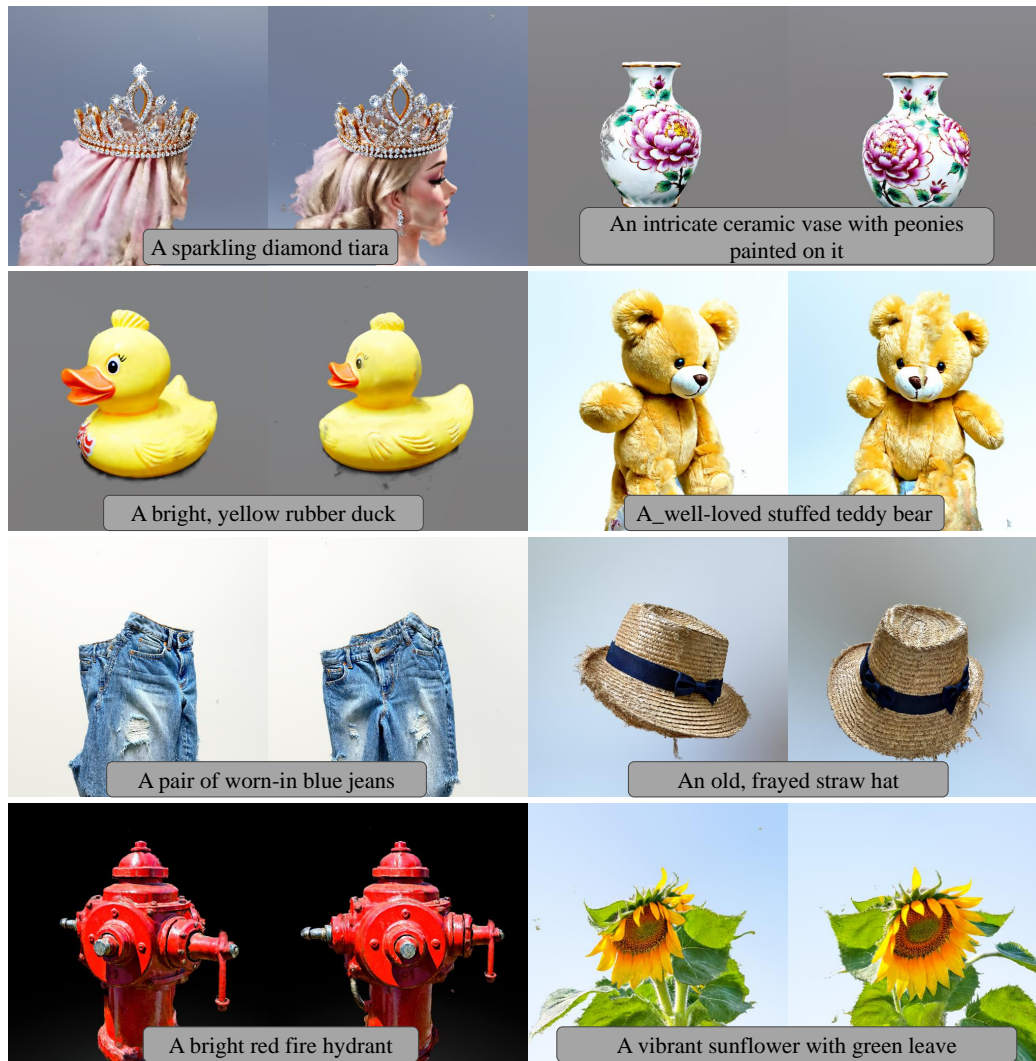 A sparkling diamond tiara
An intricate ceramic vase with peonies
painted on it
A bright, yellow rubber duck
A_well-loved stuffed teddy bear
A pair of worn-in blue jeans
An old, frayed straw hat
A bright red fire hydrant
A vibrant sunflower with green leave